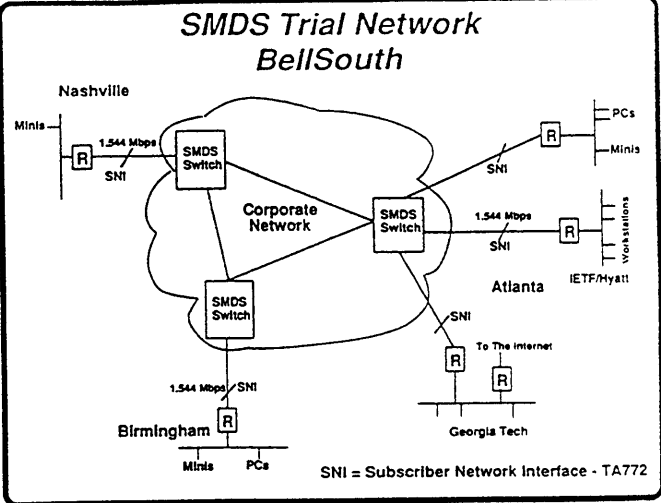 SMDS Trial Network
BellSouth
Nashville
Minis
1.544 Mbps
R
SNI
SMDS
Switch
Corporate
Network
SMDS
Switch
SMDS
Switch
R
SNI
PCs
Minis
1.544 Mbps
SNI
R
Workstations
IETF/Hyatt
Atlanta
SNI
R
To The Internet
R
Georgia Tech
1.544 Mbps
SNI
R
Birmingham
Minis
PCs
SNI = Subscriber Network Interface - TA772